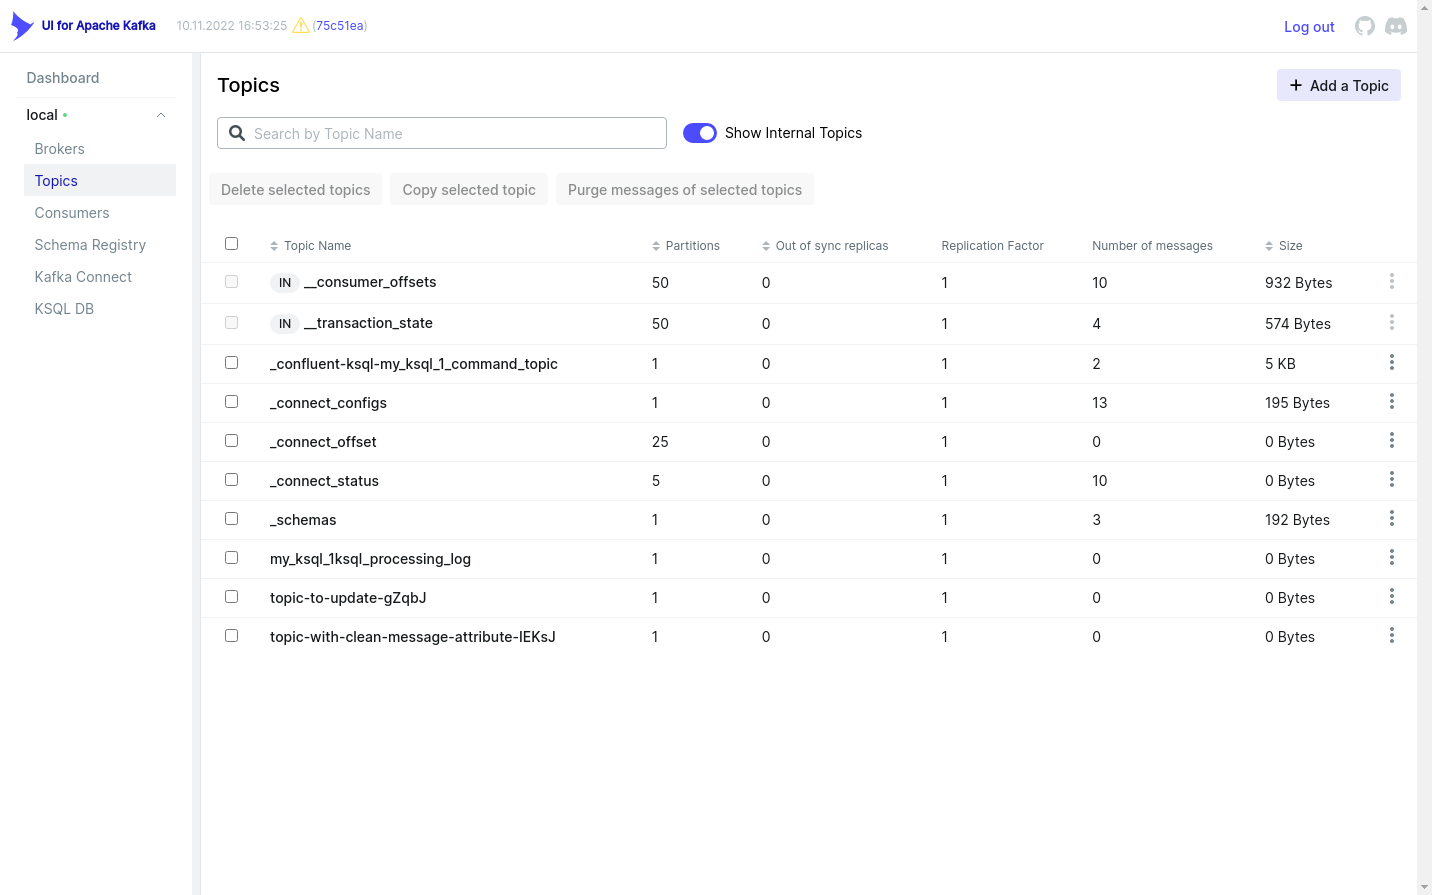 UI for Apache Kafka 10.11.2022 16:53:25 (75c51ea) Log out
Dashboard
local
Brokers
Topics
Consumers
Schema Registry
Kafka Connect
KSQL DB
Topics
Add a Topic
Search by Topic Name
Show Internal Topics
Delete selected topics Copy selected topic Purge messages of selected topics
Topic Name Partitions Out of sync replicas Replication Factor Number of messages Size
IN __consumer_offsets 50 0 1 10 932 Bytes
IN __transaction_state 50 0 1 4 574 Bytes
_confluent-ksql-my_ksql_1_command_topic 1 0 1 2 5 KB
_connect_configs 1 0 1 13 195 Bytes
_connect_offset 25 0 1 0 0 Bytes
_connect_status 5 0 1 10 0 Bytes
_schemas 1 0 1 3 192 Bytes
my_ksql_1ksql_processing_log 1 0 1 0 0 Bytes
topic-to-update-gZqbJ 1 0 1 0 0 Bytes
topic-with-clean-message-attribute-IEKsJ 1 0 1 0 0 Bytes